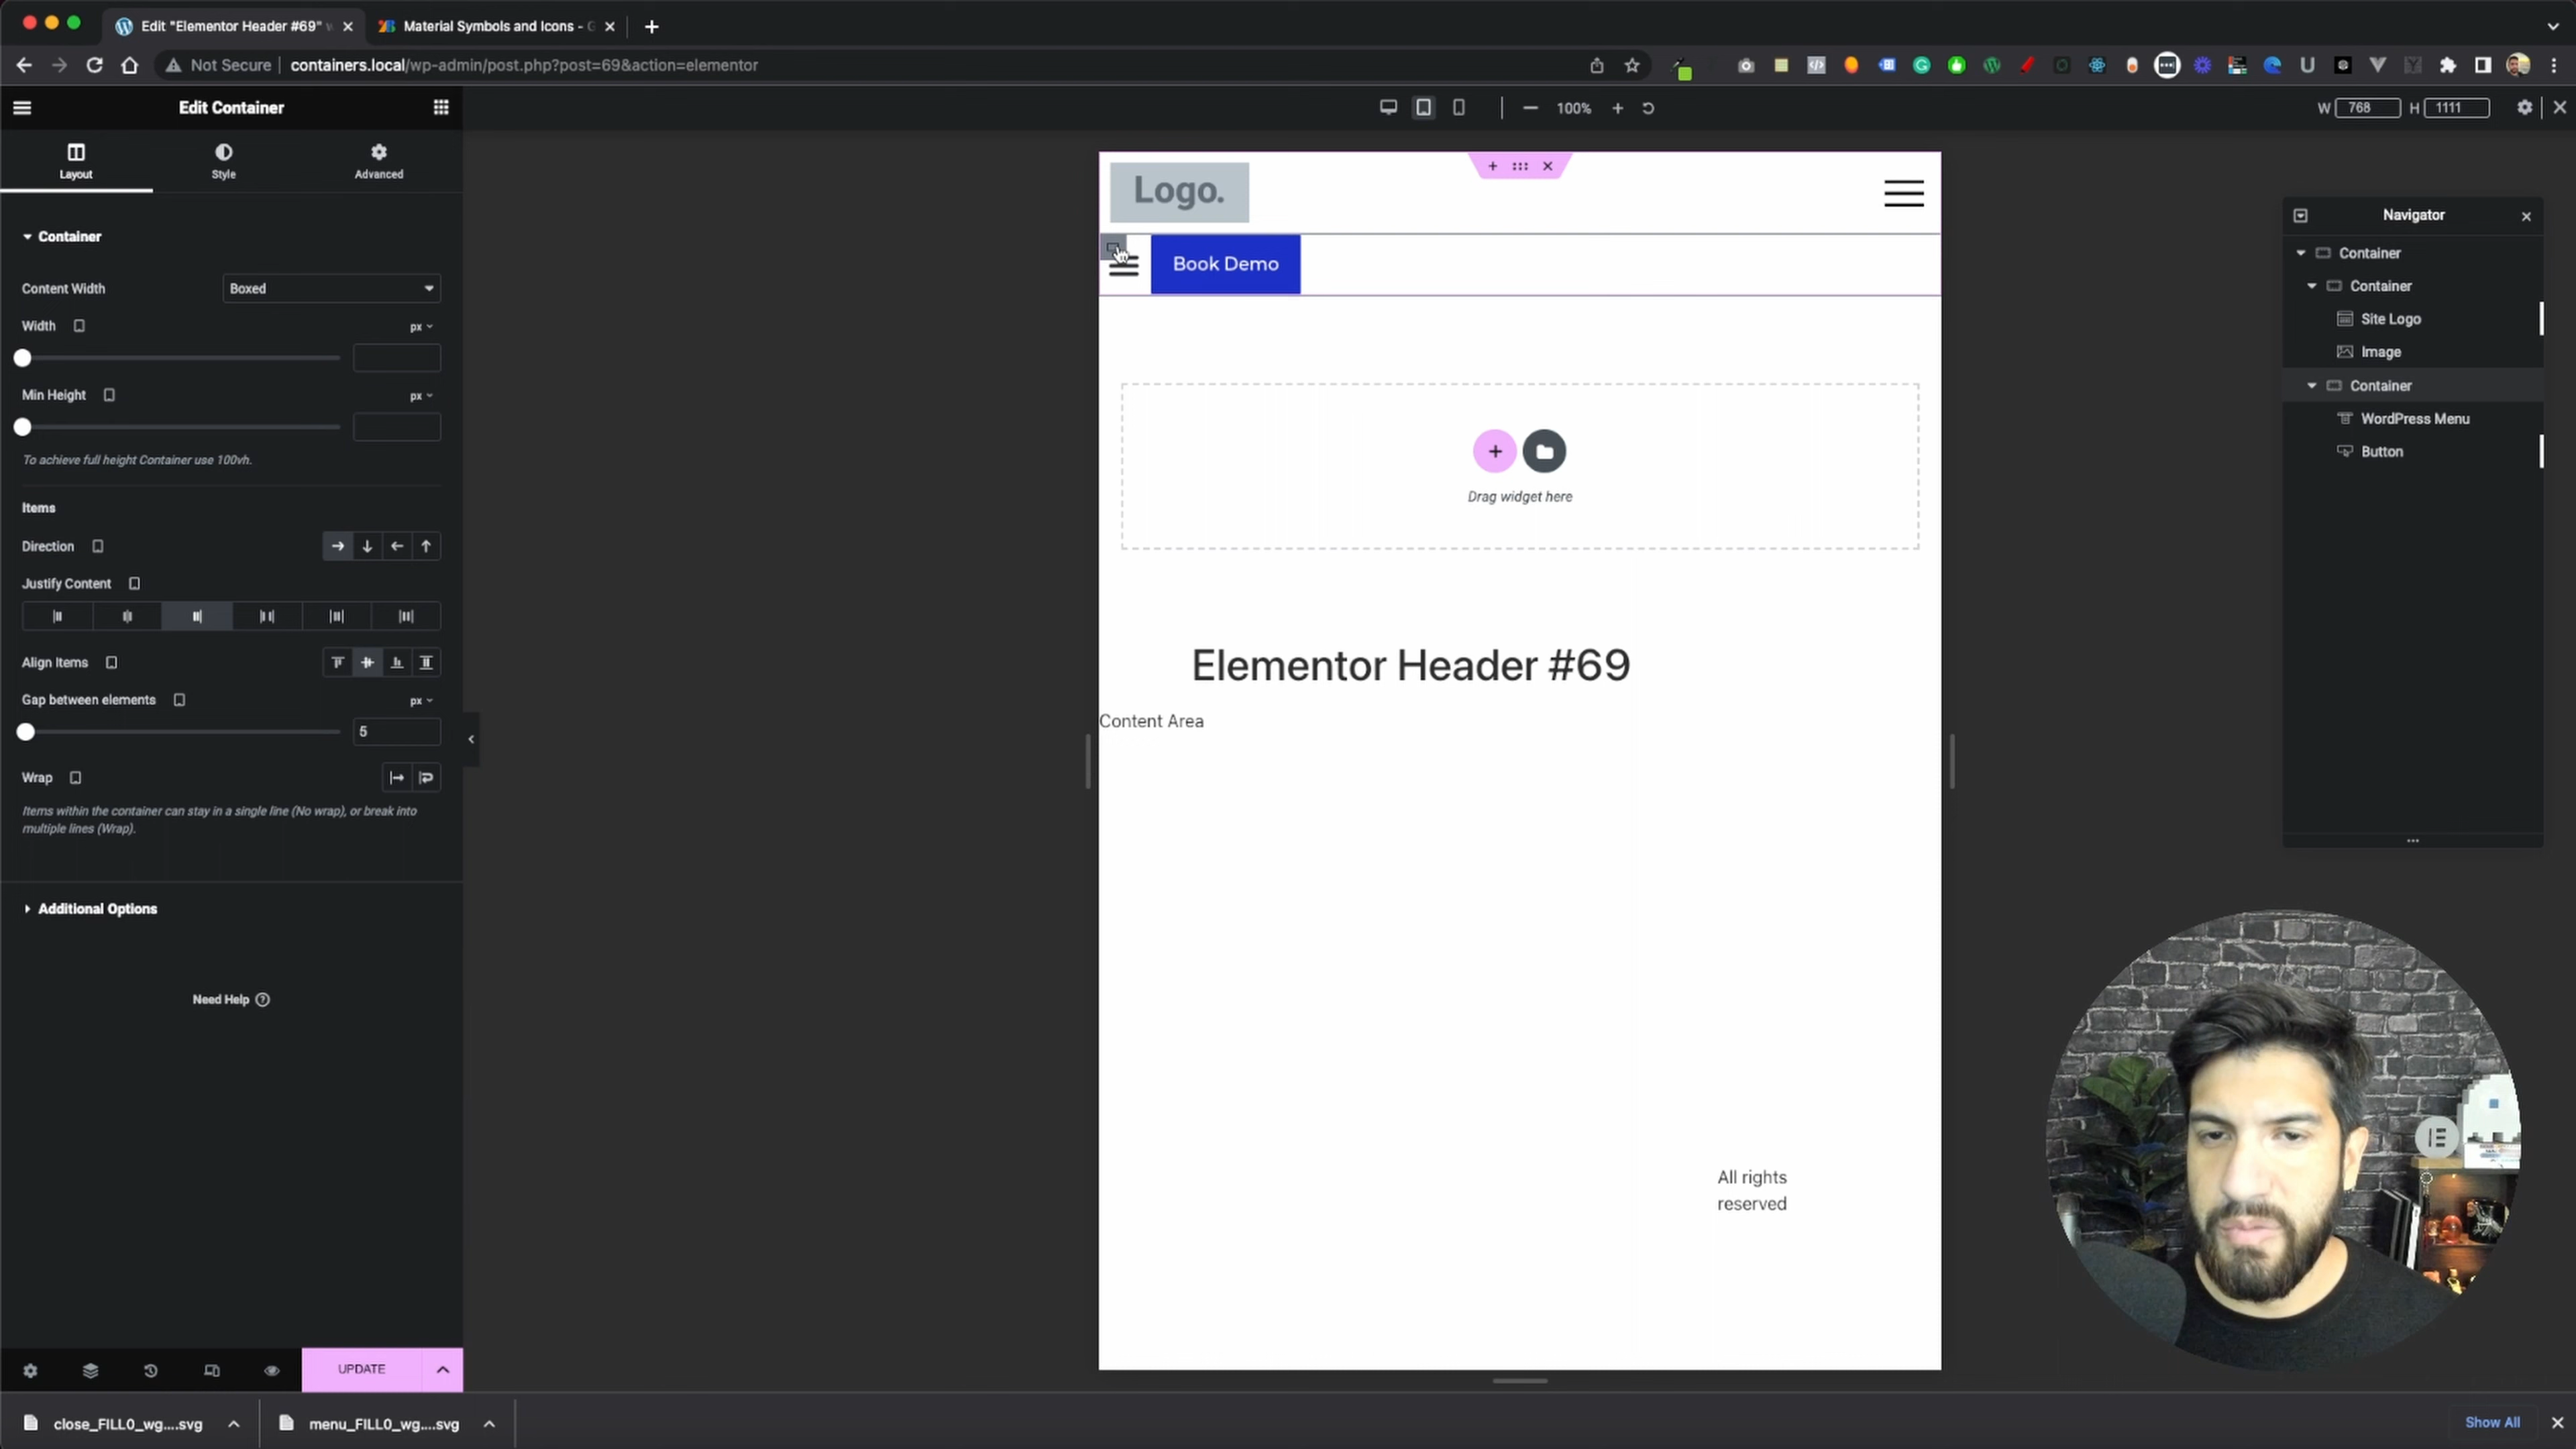 Edit "Elementor Header #69" w
Material Symbols and Icons - G
Not Secure
containers.local/wp-admin/post.php?post=69&action=elementor
Edit Container
100%
W 768 H 1111
Layout
Style
Advanced
Container
Content Width
Boxed
Width
px
Min Height
px
To achieve full height Container use 100vh.
Items
Direction
Justify Content
Align Items
Gap between elements
px
5
Wrap
Items within the container can stay in a single line (No wrap), or break into
multiple lines (Wrap).
Additional Options
Need Help
UPDATE
Logo.
Book Demo
Drag widget here
Elementor Header #69
Content Area
All rights
reserved
Navigator
Container
Container
Site Logo
Image
Container
WordPress Menu
Button
close_FILL0_wg....svg
menu_FILL0_wg....svg
Show All